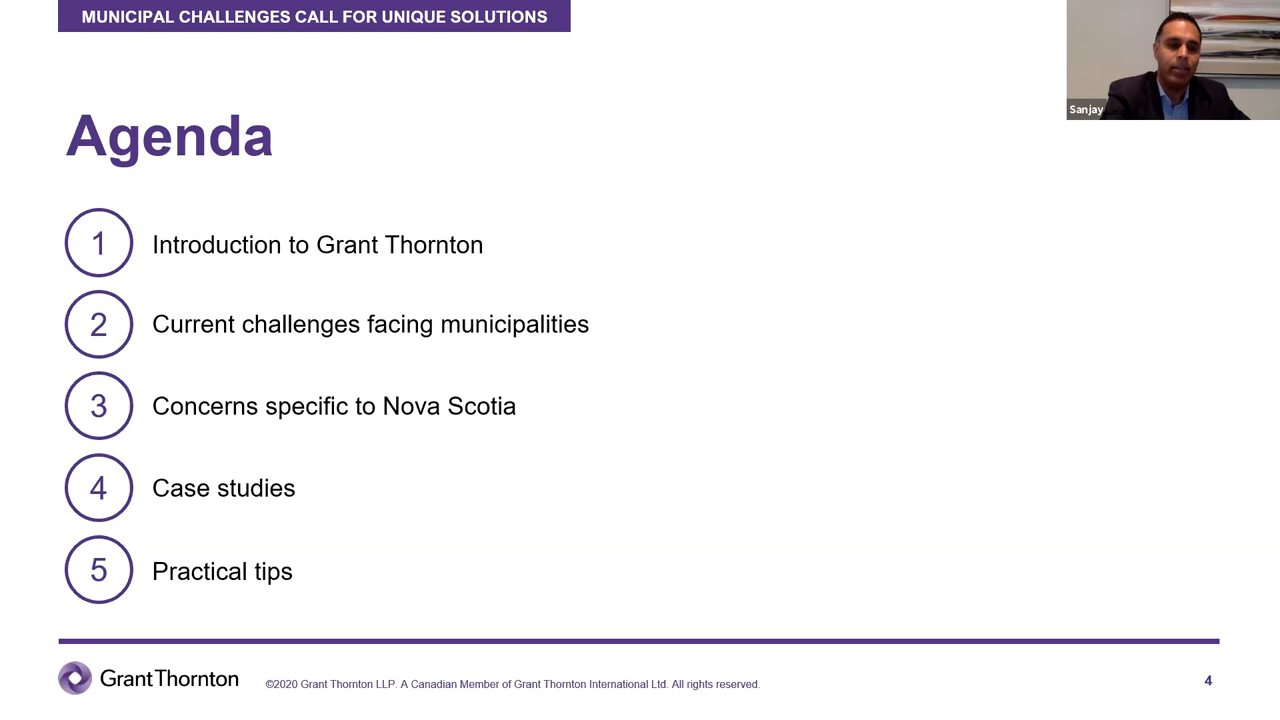 MUNICIPAL CHALLENGES CALL FOR UNIQUE SOLUTIONS
Sanjay
Agenda
1 Introduction to Grant Thornton
2 Current challenges facing municipalities
3 Concerns specific to Nova Scotia
4 Case studies
5 Practical tips
Grant Thornton ©2020 Grant Thornton LLP. A Canadian Member of Grant Thornton International Ltd. All rights reserved. 4